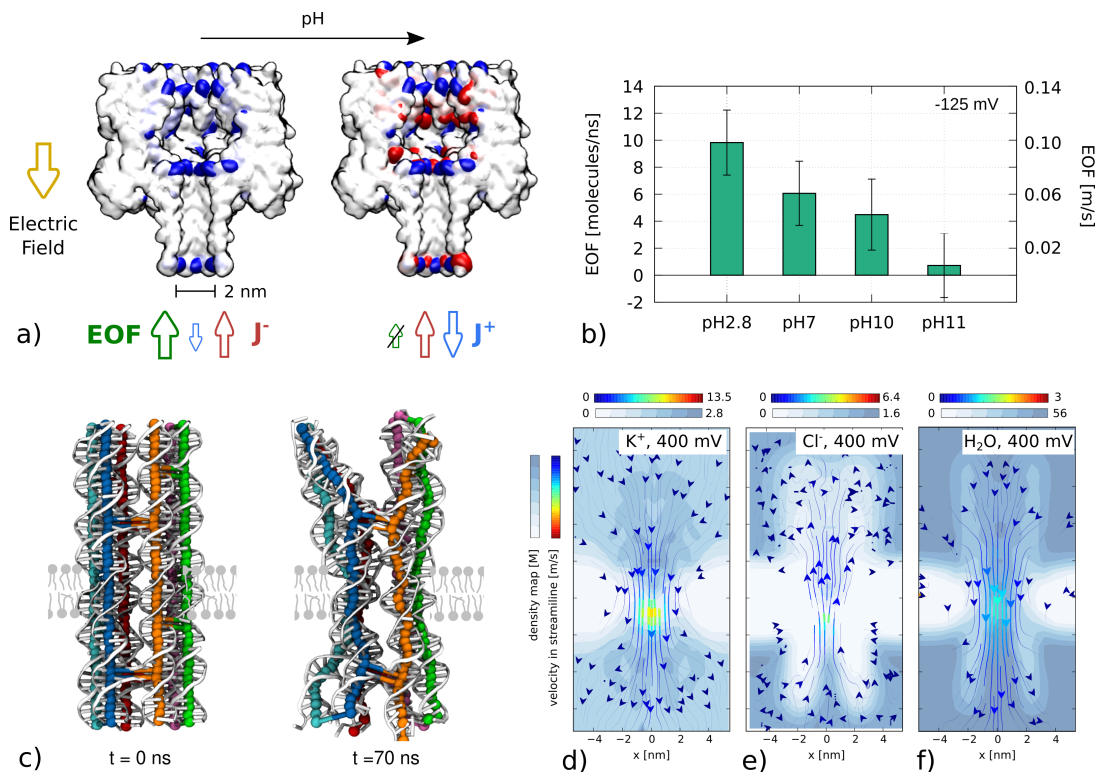 pH
Electric
Field
2 nm
a)
EOF
J-
J+
-125 mV
EOF [molecules/ns]
14
12
10
8
6
4
2
0
-2
0.14
0.10
0.06
0.02
EOF [m/s]
pH2.8 pH7 pH10 pH11
b)
c)
t = 0 ns
t =70 ns
density map [M]
velocity in streamline [m/s]
0 13.5
0 2.8
K+, 400 mV
−4 −2 0 2 4
x [nm]
d)
0 6.4
0 1.6
Cl-, 400 mV
−4 −2 0 2 4
x [nm]
e)
0 3
0 56
H2O, 400 mV
−4 −2 0 2 4
x [nm]
f)